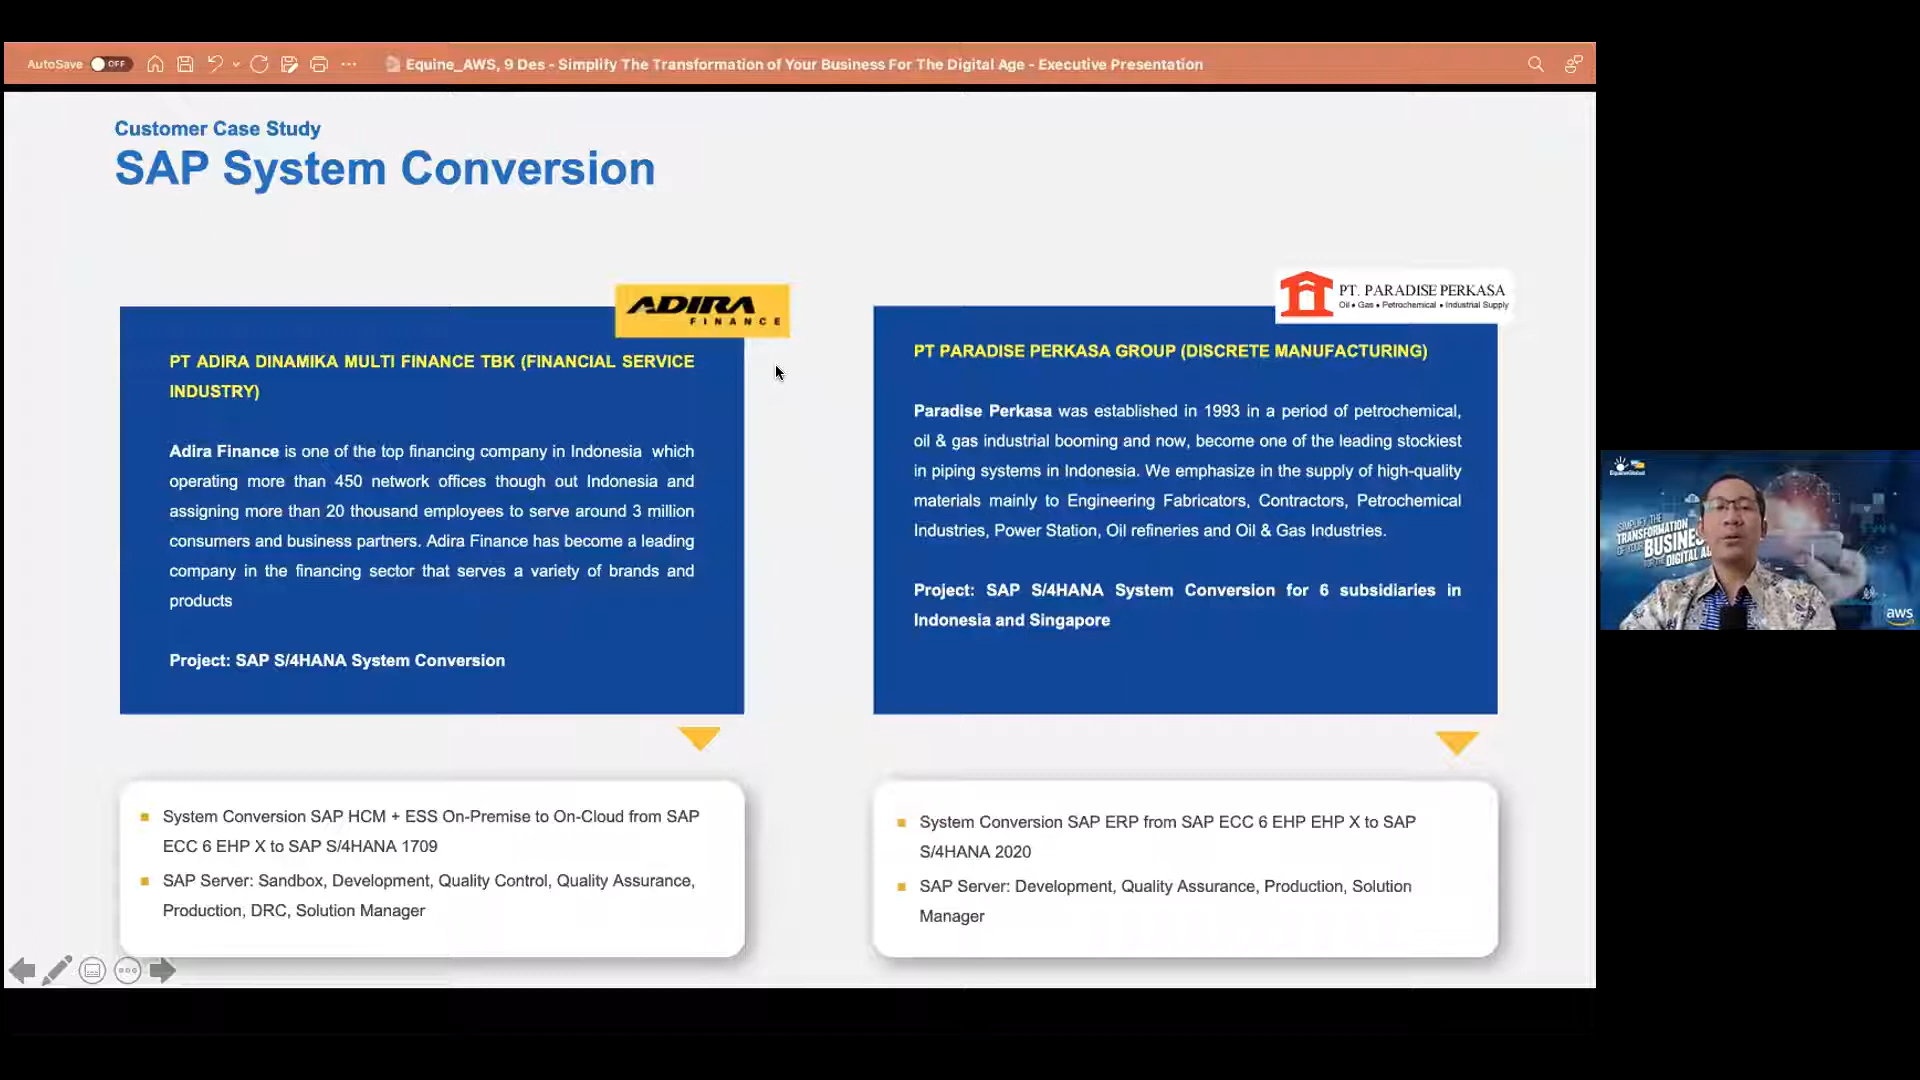 AutoSave OFF
Equine_AWS, 9 Des - Simplify The Transformation of Your Business For The Digital Age - Executive Presentation
Customer Case Study
SAP System Conversion
ADIRA
FINANCE
PT ADIRA DINAMIKA MULTI FINANCE TBK (FINANCIAL SERVICE
INDUSTRY)
Adira Finance is one of the top financing company in Indonesia which
operating more than 450 network offices though out Indonesia and
assigning more than 20 thousand employees to serve around 3 million
consumers and business partners. Adira Finance has become a leading
company in the financing sector that serves a variety of brands and
products
Project: SAP S/4HANA System Conversion
System Conversion SAP HCM + ESS On-Premise to On-Cloud from SAP
ECC 6 EHP X to SAP S/4HANA 1709
SAP Server: Sandbox, Development, Quality Control, Quality Assurance,
Production, DRC, Solution Manager
PT. PARADISE PERKASA
Oil • Gas • Petrochemical • Industrial Supply
PT PARADISE PERKASA GROUP (DISCRETE MANUFACTURING)
Paradise Perkasa was established in 1993 in a period of petrochemical,
oil & gas industrial booming and now, become one of the leading stockiest
in piping systems in Indonesia. We emphasize in the supply of high-quality
materials mainly to Engineering Fabricators, Contractors, Petrochemical
Industries, Power Station, Oil refineries and Oil & Gas Industries.
Project: SAP S/4HANA System Conversion for 6 subsidiaries in
Indonesia and Singapore
System Conversion SAP ERP from SAP ECC 6 EHP EHP X to SAP
S/4HANA 2020
SAP Server: Development, Quality Assurance, Production, Solution
Manager
SIMPLIFY THE
TRANSFORMATION
OF YOUR BUSINE
FOR THE DIGITAL A
aws